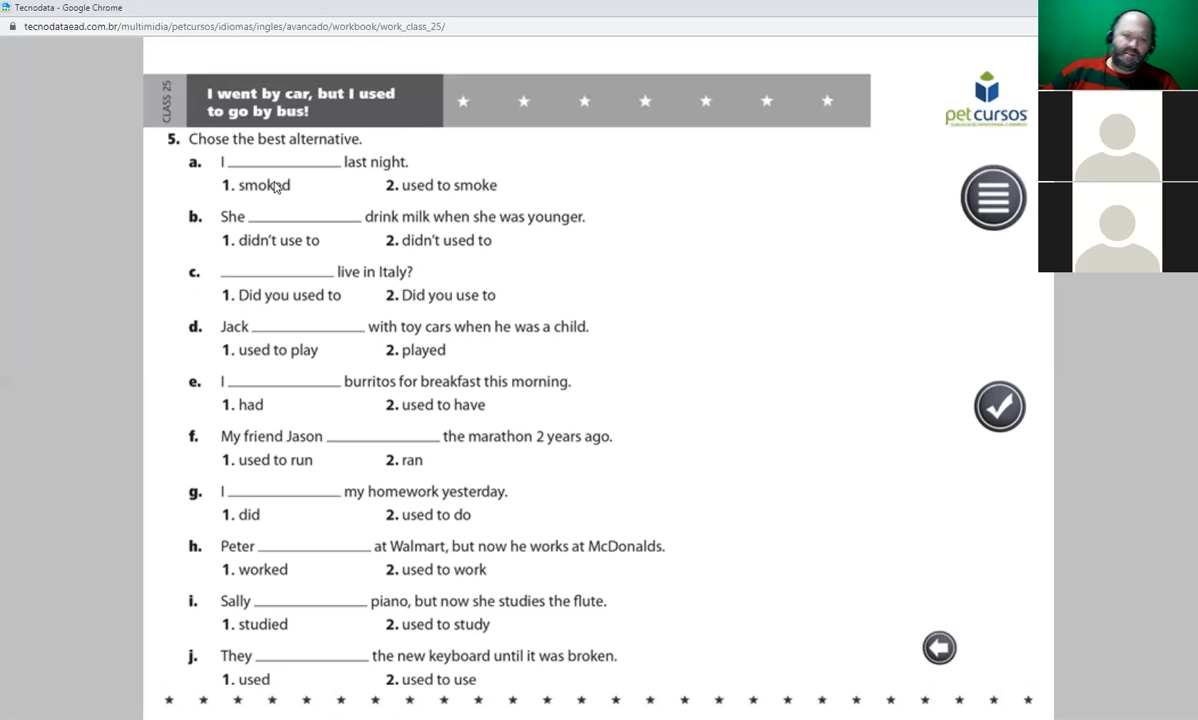 Tecnodata - Google Chrome
tecnodataead.com.br/multimidia/petcursos/idiomas/ingles/avancado/workbook/work_class_25/
CLASS 25
I went by car, but I used
to go by bus!
petcursos
5. Chose the best alternative.
a. I ____________ last night.
1. smoked 2. used to smoke
b. She ____________ drink milk when she was younger.
1. didn't use to 2. didn't used to
c. ____________ live in Italy?
1. Did you used to 2. Did you use to
d. Jack ____________ with toy cars when he was a child.
1. used to play 2. played
e. I ____________ burritos for breakfast this morning.
1. had 2. used to have
f. My friend Jason ____________ the marathon 2 years ago.
1. used to run 2. ran
g. I ____________ my homework yesterday.
1. did 2. used to do
h. Peter ____________ at Walmart, but now he works at McDonalds.
1. worked 2. used to work
i. Sally ____________ piano, but now she studies the flute.
1. studied 2. used to study
j. They ____________ the new keyboard until it was broken.
1. used 2. used to use